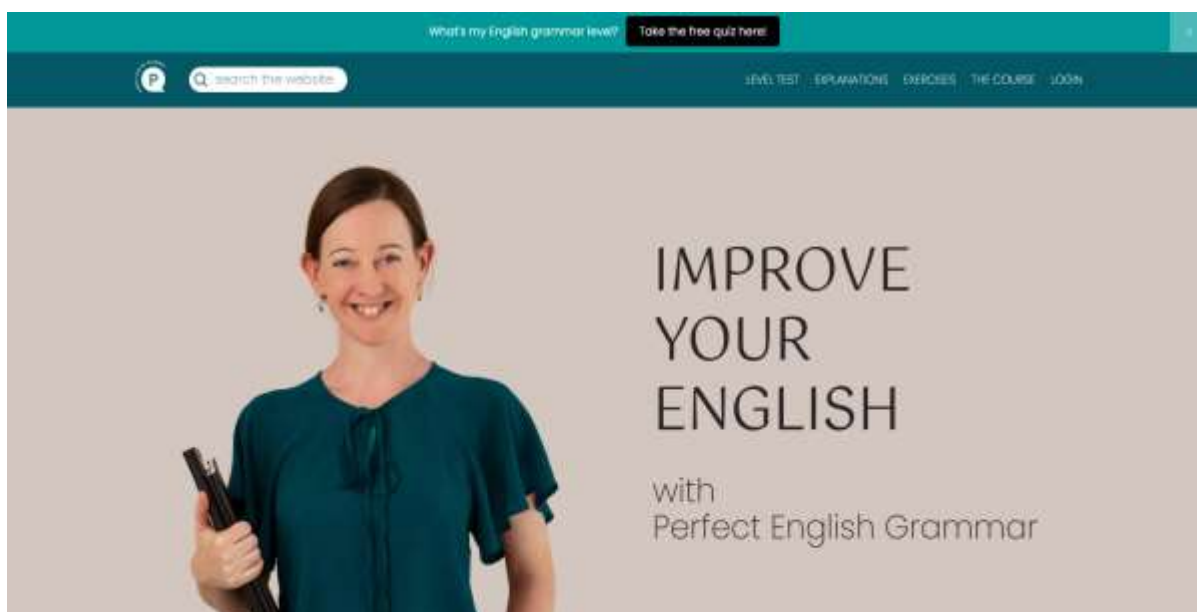 What's my English grammar level? Take the free quiz here!
P search the website LEVEL TEST EXPLANATIONS EXERCISES THE COURSE LOGIN
IMPROVE
YOUR
ENGLISH
with
Perfect English Grammar